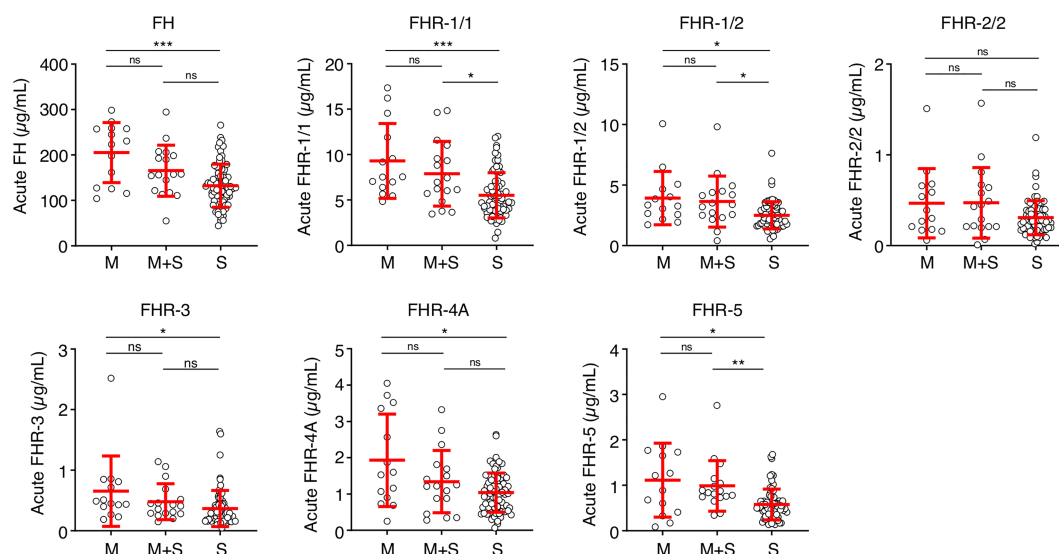 FH
***
ns
ns
Acute FH (µg/mL)
400
300
200
100
0
M
M+S
S
FHR-1/1
***
ns
*
Acute FHR-1/1 (µg/mL)
20
15
10
5
0
M
M+S
S
FHR-1/2
*
ns
*
Acute FHR-1/2 (µg/mL)
15
10
5
0
M
M+S
S
FHR-2/2
ns
ns
ns
Acute FHR-2/2 (µg/mL)
2
1
0
M
M+S
S
FHR-3
*
ns
ns
Acute FHR-3 (µg/mL)
3
2
1
0
M
M+S
S
FHR-4A
*
ns
ns
Acute FHR-4A (µg/mL)
5
4
3
2
1
0
M
M+S
S
FHR-5
*
ns
**
Acute FHR-5 (µg/mL)
4
3
2
1
0
M
M+S
S